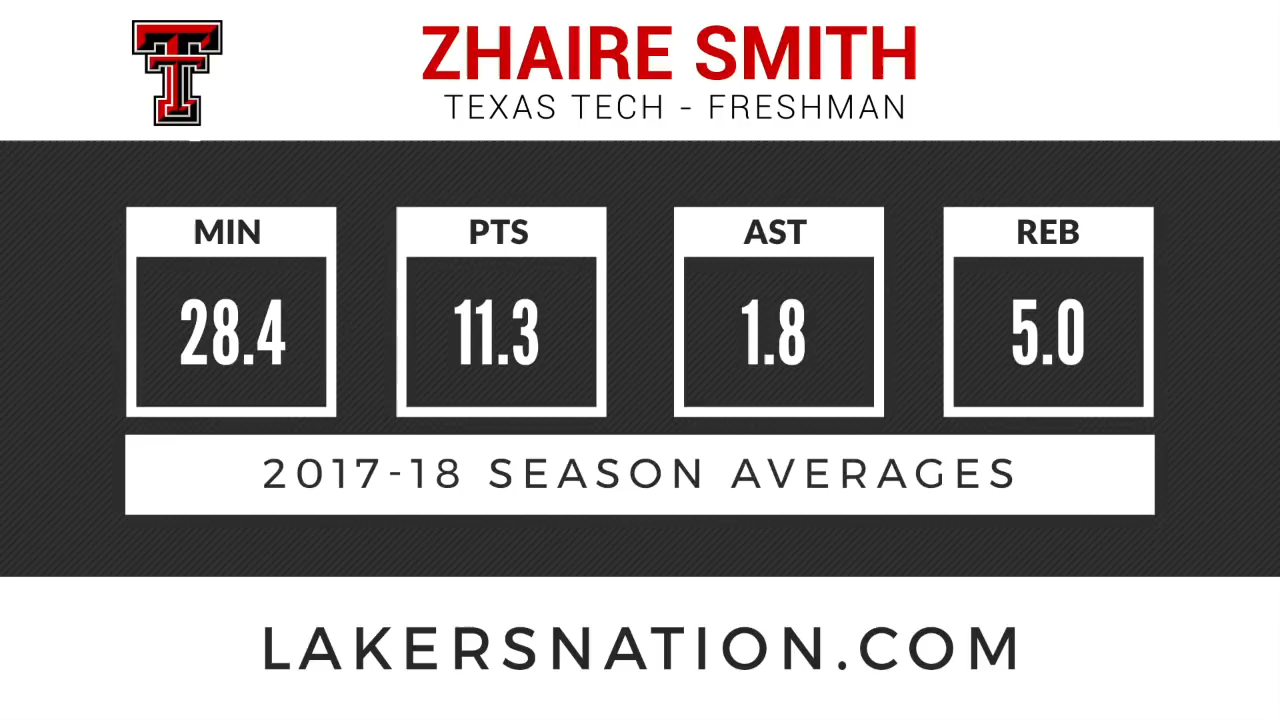 ZHAIRE SMITH
TEXAS TECH - FRESHMAN
MIN PTS AST REB
28.4 11.3 1.8 5.0
2017-18 SEASON AVERAGES
LAKERSNATION.COM